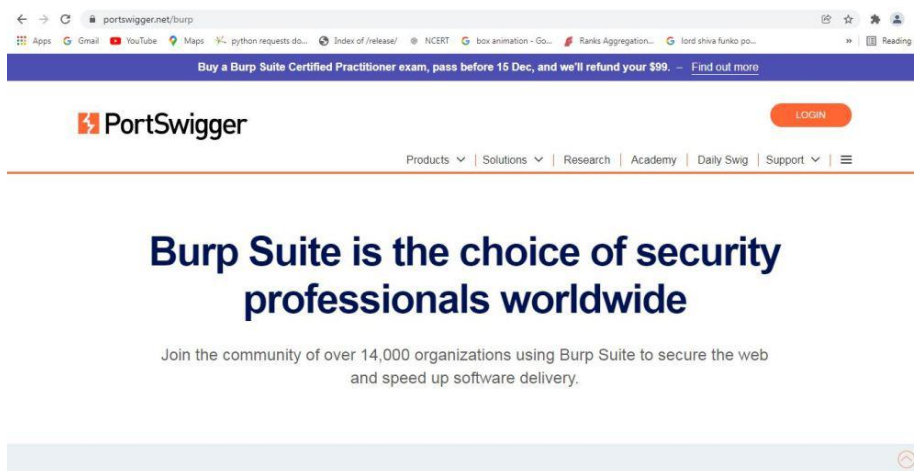 portswigger.net/burp
Apps Gmail YouTube Maps python requests do... Index of /release/ NCERT box animation - Go... Ranks Aggregation... lord shiva funko po... » Reading
Buy a Burp Suite Certified Practitioner exam, pass before 15 Dec, and we'll refund your $99. – Find out more
PortSwigger
LOGIN
Products | Solutions | Research | Academy | Daily Swig | Support |
Burp Suite is the choice of security
professionals worldwide
Join the community of over 14,000 organizations using Burp Suite to secure the web
and speed up software delivery.